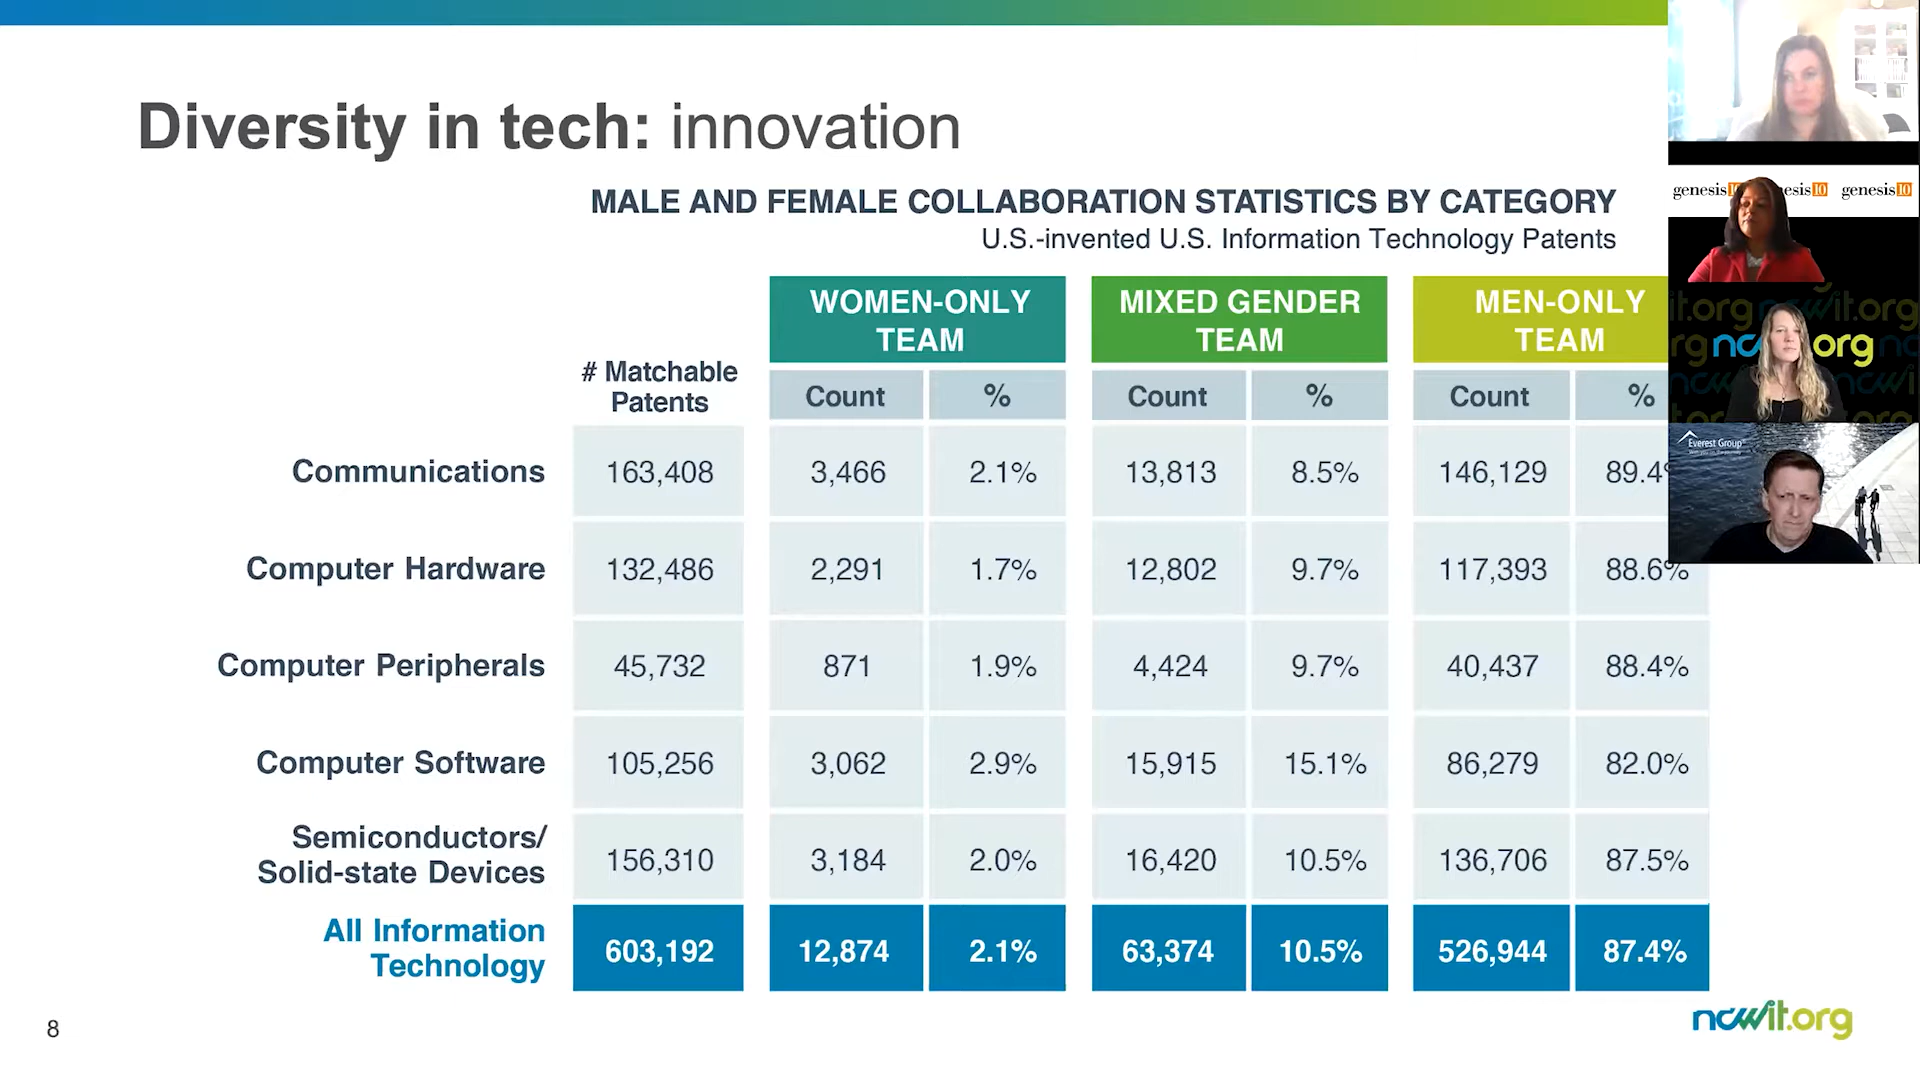 Diversity in tech: innovation
MALE AND FEMALE COLLABORATION STATISTICS BY CATEGORY
U.S.-invented U.S. Information Technology Patents
WOMEN-ONLY TEAM
MIXED GENDER TEAM
MEN-ONLY TEAM
# Matchable Patents
Count % Count % Count %
Communications 163,408 3,466 2.1% 13,813 8.5% 146,129 89.4%
Computer Hardware 132,486 2,291 1.7% 12,802 9.7% 117,393 88.6%
Computer Peripherals 45,732 871 1.9% 4,424 9.7% 40,437 88.4%
Computer Software 105,256 3,062 2.9% 15,915 15.1% 86,279 82.0%
Semiconductors/
Solid-state Devices 156,310 3,184 2.0% 16,420 10.5% 136,706 87.5%
All Information
Technology 603,192 12,874 2.1% 63,374 10.5% 526,944 87.4%
8
ncwit.org
genesis10
genesis10
Everest Group